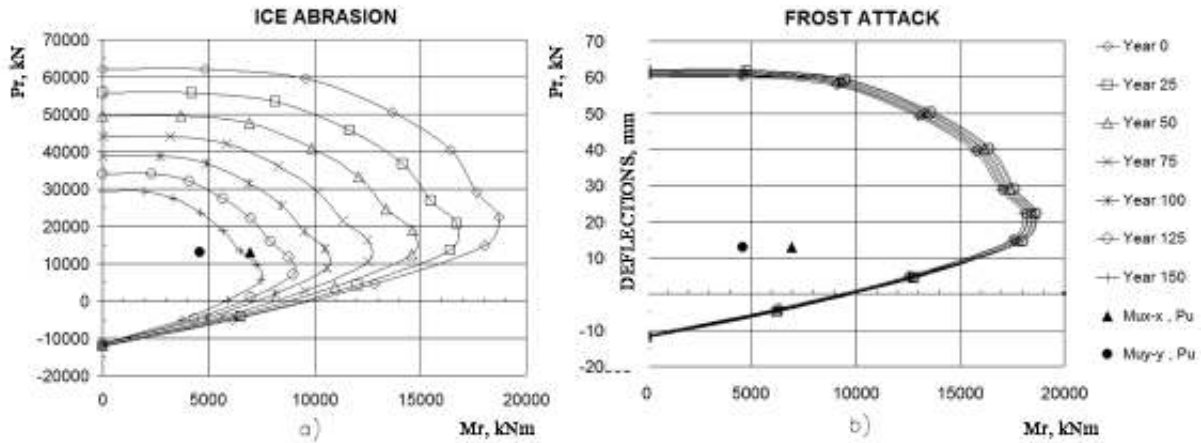 ICE ABRASION
Pr, kN
70000
60000
50000
40000
30000
20000
10000
0
-10000
-20000
0 5000 10000 15000 20000
a)
Mr, kNm
FROST ATTACK
Pr, kN
DEFLECTIONS, mm
70
60
50
40
30
20
10
0
-10
-20
0 5000 10000 15000 20000
b)
Mr, kNm
Year 0
Year 25
Year 50
Year 75
Year 100
Year 125
Year 150
Mux-x , Pu
Muy-y , Pu